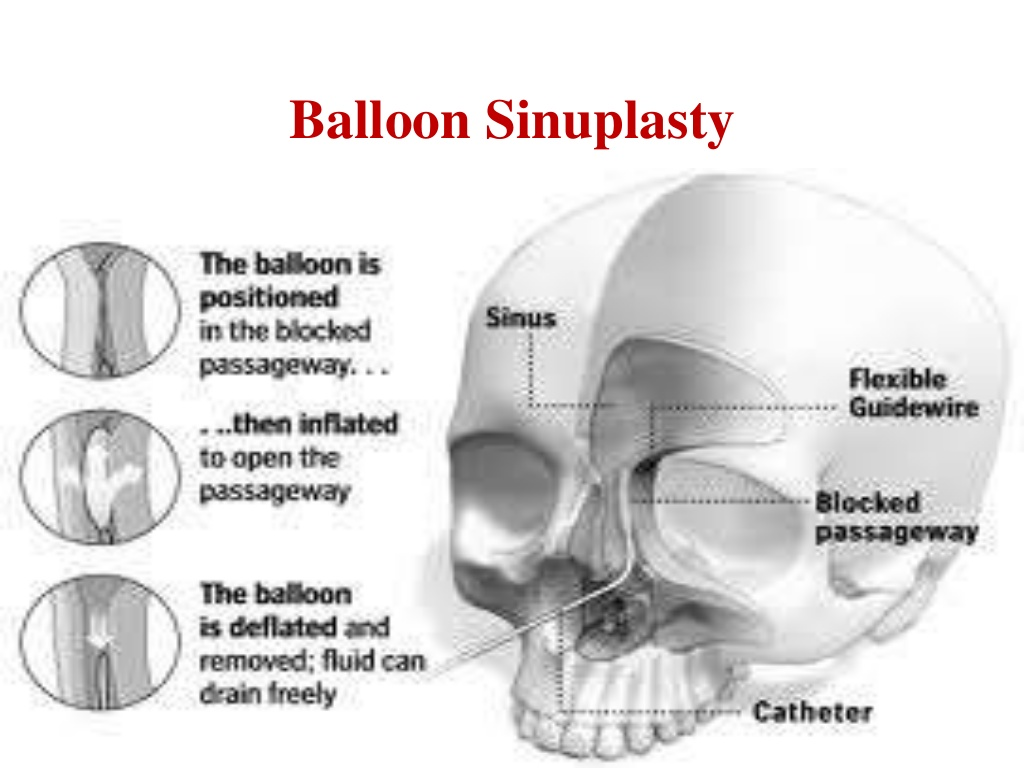 Balloon Sinuplasty
The balloon is
positioned
in the blocked
passageway. . .
. ..then inflated
to open the
passageway
The balloon
is deflated and
removed; fluid can
drain freely
Sinus
Flexible
Guidewire
Blocked
passageway
Catheter